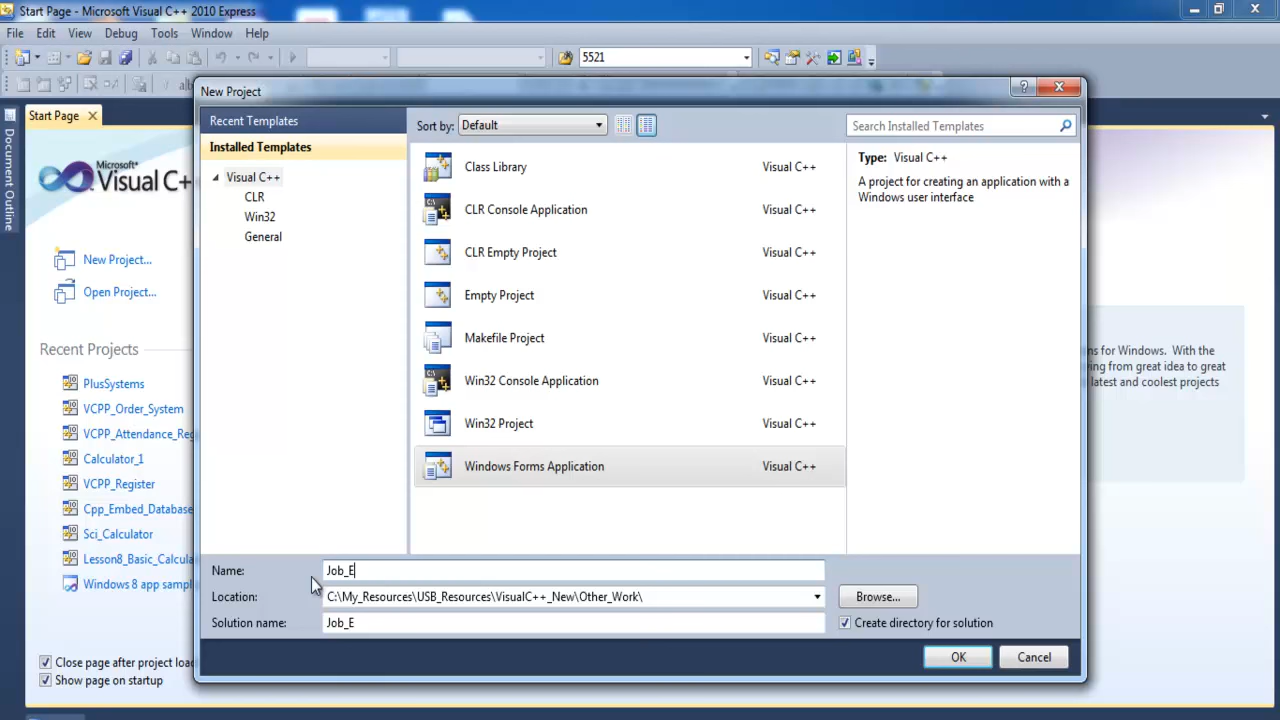 Start Page - Microsoft Visual C++ 2010 Express
File Edit View Debug Tools Window Help
5521
Start Page
Document Outline
Microsoft®
Visual C+
New Project...
Open Project...
Recent Projects
PlusSystems
VCPP_Order_System
VCPP_Attendance_Reg
Calculator_1
VCPP_Register
Cpp_Embed_Database
Sci_Calculator
Lesson8_Basic_Calcula
Windows 8 app sampl
Close page after project load
Show page on startup
ns for Windows. With the
ing from great idea to great
latest and coolest projects
New Project
?
Recent Templates
Installed Templates
Visual C++
CLR
Win32
General
Sort by: Default
Search Installed Templates
Class Library Visual C++
CLR Console Application Visual C++
CLR Empty Project Visual C++
Empty Project Visual C++
Makefile Project Visual C++
Win32 Console Application Visual C++
Win32 Project Visual C++
Windows Forms Application Visual C++
Type: Visual C++
A project for creating an application with a
Windows user interface
Name: Job_E
Location: C:\My_Resources\USB_Resources\VisualC++_New\Other_Work\
Browse...
Solution name: Job_E
Create directory for solution
OK Cancel